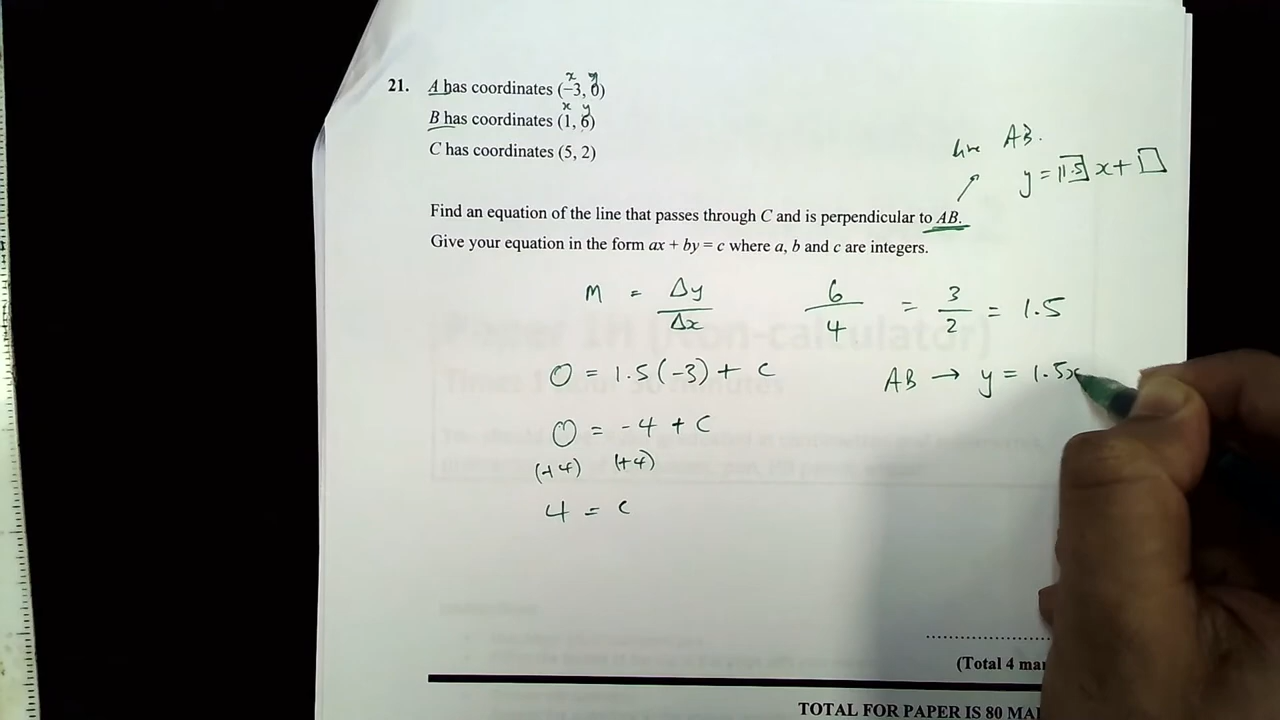 x y
21. A has coordinates (−3, 0)
x y
B has coordinates (1, 6)
C has coordinates (5, 2)
line AB.
y = 1.5 x + □
Find an equation of the line that passes through C and is perpendicular to AB.
Give your equation in the form ax + by = c where a, b and c are integers.
M = Δy/Δx 6/4 = 3/2 = 1.5
0 = 1.5(-3) + C AB → y = 1.5x
0 = -4 + C
(+4) (+4)
4 = C
(Total 4
TOTAL FOR PAPER IS 80